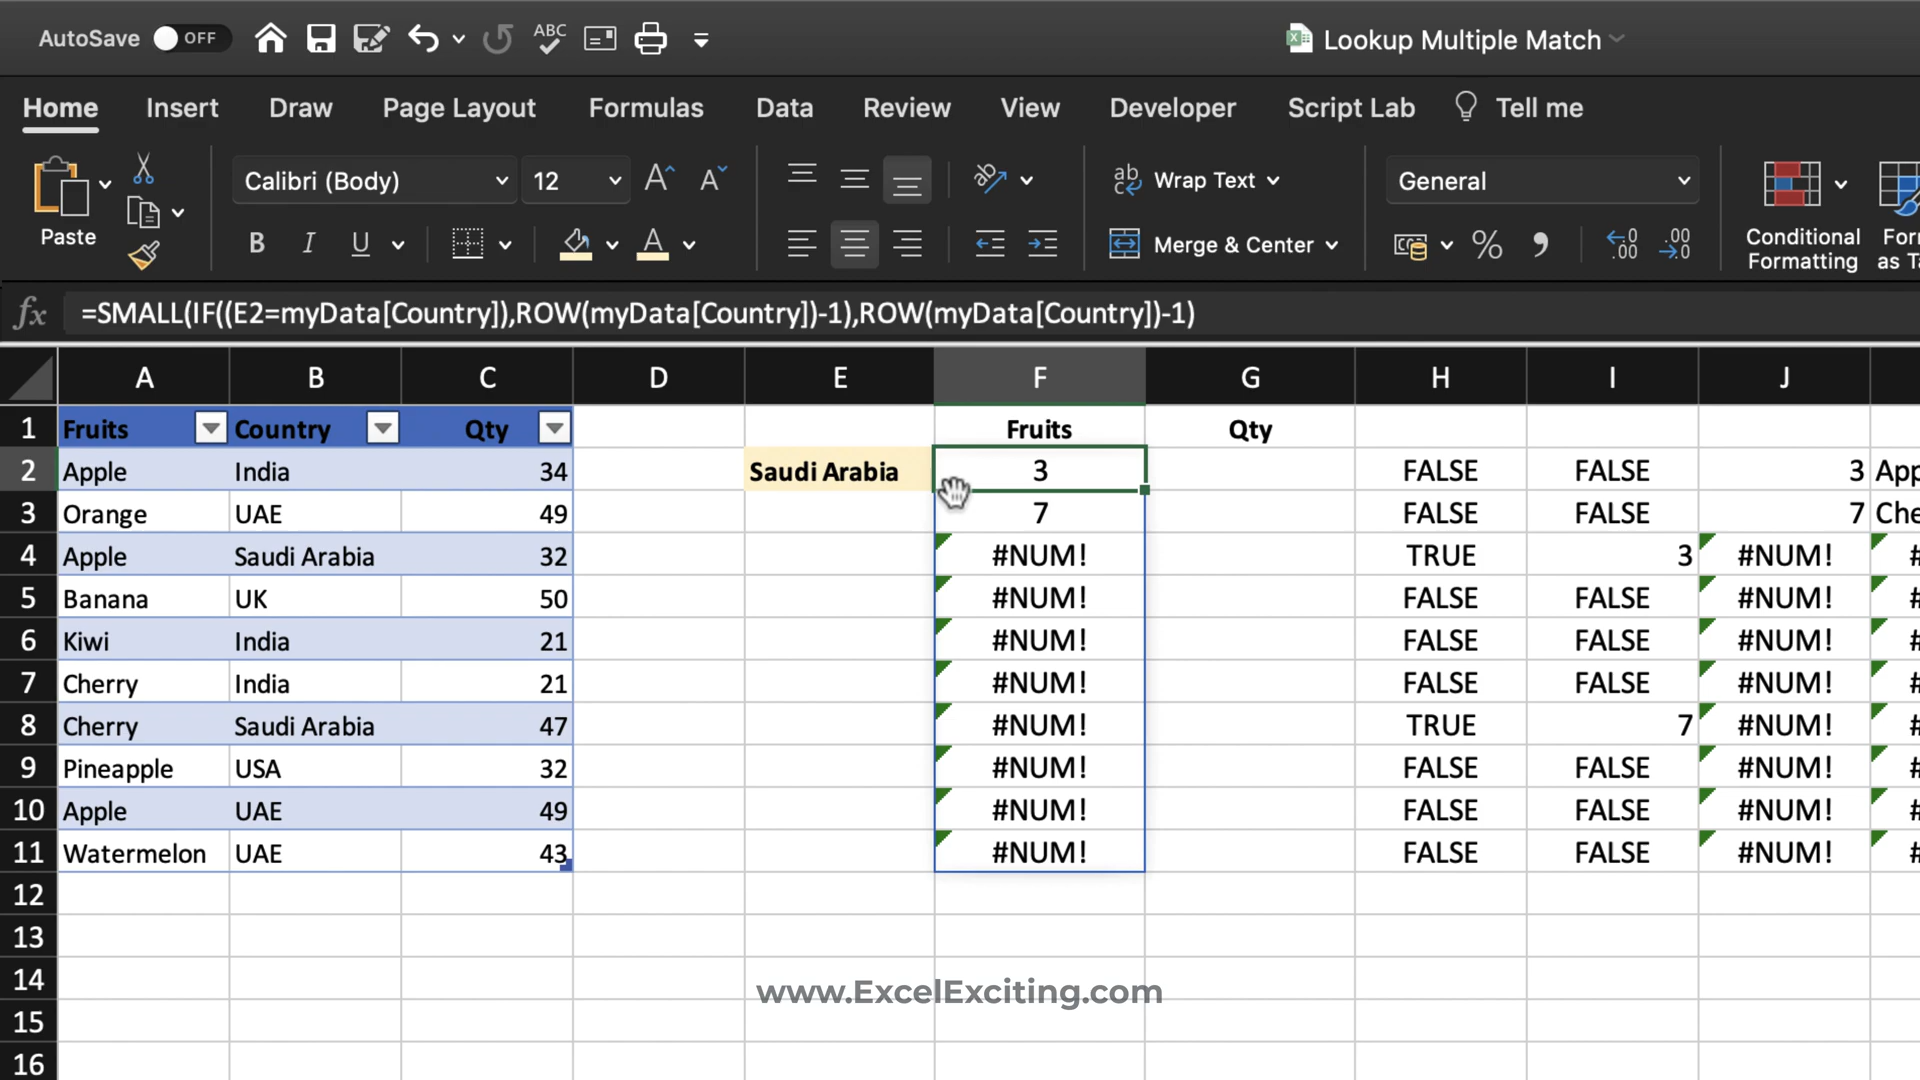 AutoSave OFF ABC Lookup Multiple Match
Home Insert Draw Page Layout Formulas Data Review View Developer Script Lab Tell me
Paste Calibri (Body) 12 A A ab Wrap Text General
B I U A Merge & Center % Conditional Formatting
fx =SMALL(IF((E2=myData[Country]),ROW(myData[Country])-1),ROW(myData[Country])-1)
A B C D E F G H I J
1 Fruits Country Qty Fruits Qty
2 Apple India 34 Saudi Arabia 3 FALSE FALSE 3 App
3 Orange UAE 49 7 FALSE FALSE 7 Che
4 Apple Saudi Arabia 32 #NUM! TRUE 3 #NUM! #
5 Banana UK 50 #NUM! FALSE FALSE #NUM! #
6 Kiwi India 21 #NUM! FALSE FALSE #NUM! #
7 Cherry India 21 #NUM! FALSE FALSE #NUM! #
8 Cherry Saudi Arabia 47 #NUM! TRUE 7 #NUM! #
9 Pineapple USA 32 #NUM! FALSE FALSE #NUM! #
10 Apple UAE 49 #NUM! FALSE FALSE #NUM! #
11 Watermelon UAE 43 #NUM! FALSE FALSE #NUM! #
12
13
14
www.ExcelExciting.com
15
16